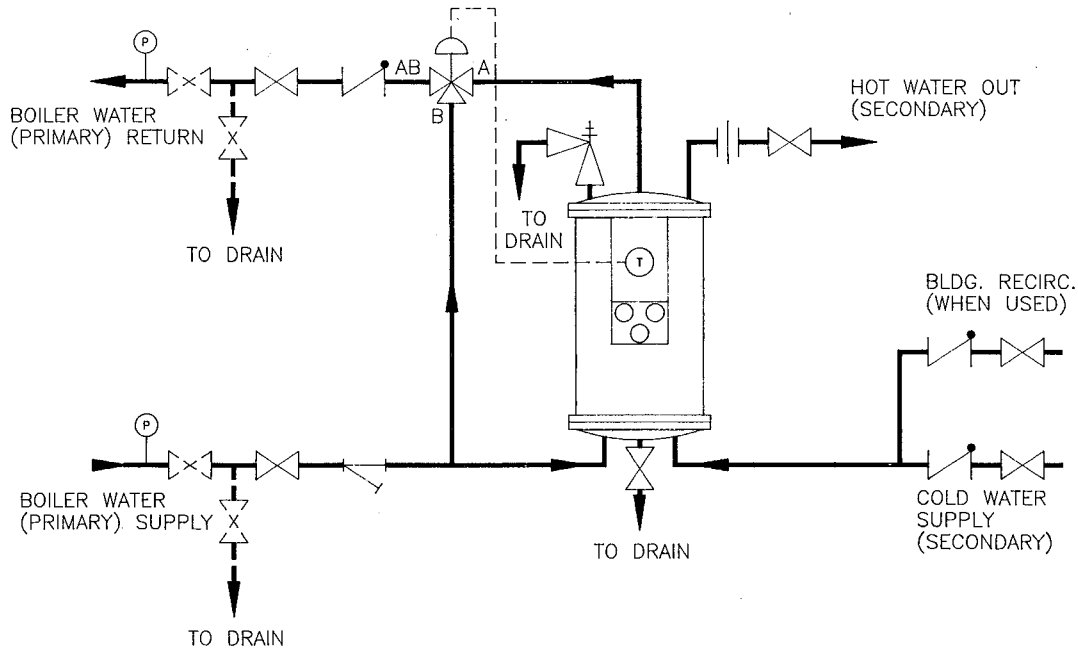 P
AB
A
B
BOILER WATER
(PRIMARY) RETURN
TO DRAIN
HOT WATER OUT
(SECONDARY)
TO
DRAIN
T
BLDG. RECIRC.
(WHEN USED)
P
BOILER WATER
(PRIMARY) SUPPLY
TO DRAIN
COLD WATER
SUPPLY
(SECONDARY)
TO DRAIN